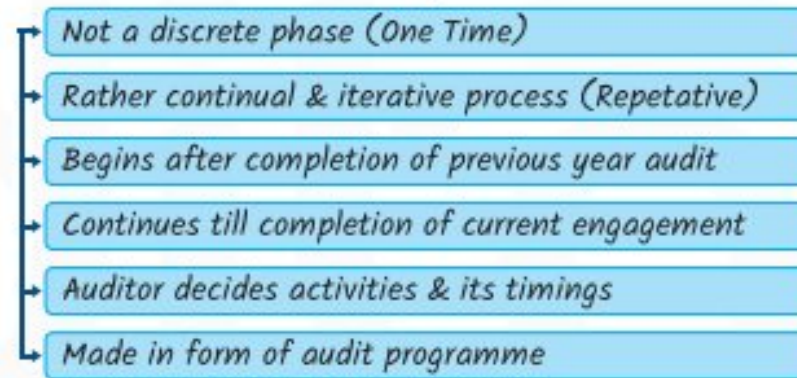 Not a discrete phase (One Time)
Rather continual & iterative process (Repetative)
Begins after completion of previous year audit
Continues till completion of current engagement
Auditor decides activities & its timings
Made in form of audit programme